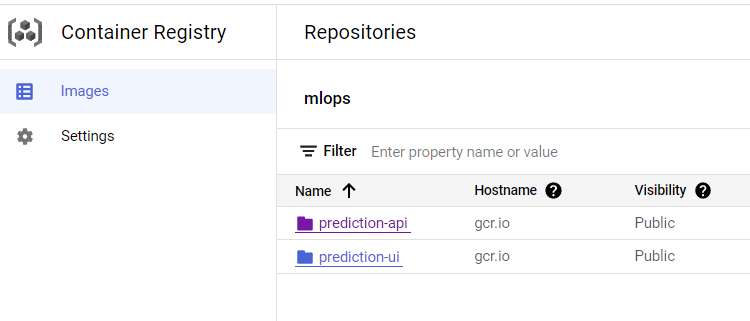 Container Registry
Repositories
Images
Settings
mlops
Filter Enter property name or value
Name Hostname Visibility
prediction-api gcr.io Public
prediction-ui gcr.io Public